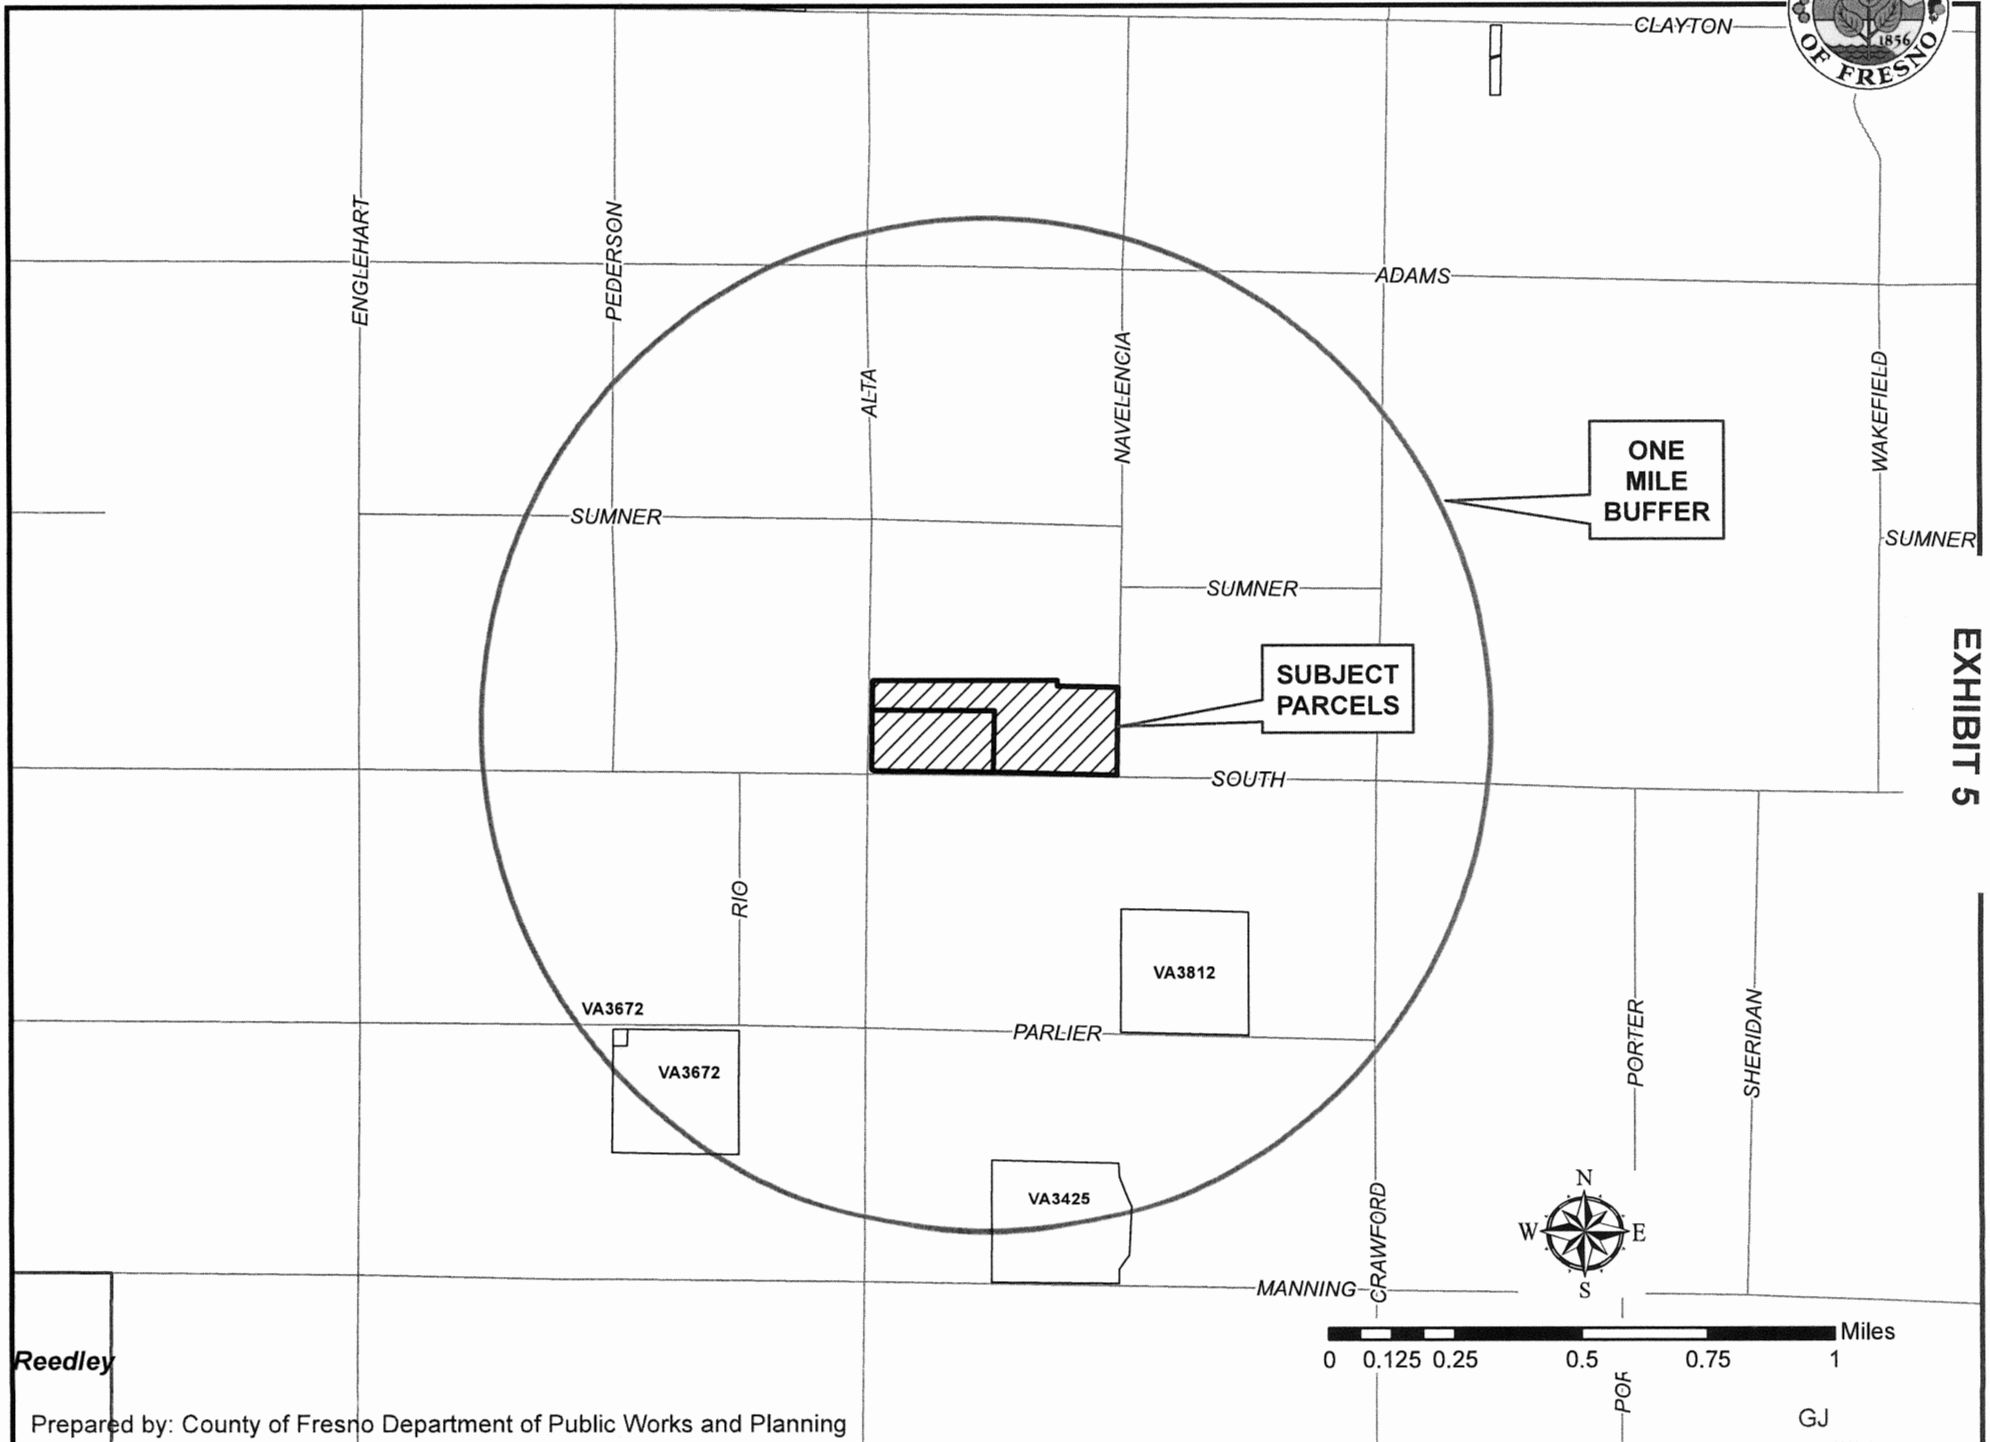 CLAYTON
1856
OF FRESNO
ENGLEHART
PEDERSON
ADAMS
ALTA
NAVELENCIA
WAKEFIELD
ONE
MILE
BUFFER
SUMNER
SUMNER
SUMNER
EXHIBIT 5
SUBJECT
PARCELS
SOUTH
RIO
VA3812
VA3672
PARLIER
PORTER
SHERIDAN
VA3672
VA3425
CRAWFORD
N
W
E
S
MANNING
Miles
0 0.125 0.25 0.5 0.75 1
Reedley
POR
GJ
Prepared by: County of Fresno Department of Public Works and Planning